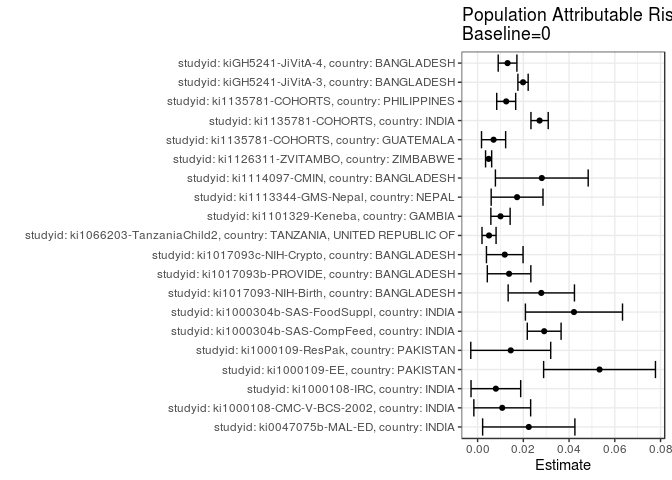 Population Attributable Ris
Baseline=0
studyid: kiGH5241-JiVitA-4, country: BANGLADESH
studyid: kiGH5241-JiVitA-3, country: BANGLADESH
studyid: ki1135781-COHORTS, country: PHILIPPINES
studyid: ki1135781-COHORTS, country: INDIA
studyid: ki1135781-COHORTS, country: GUATEMALA
studyid: ki1126311-ZVITAMBO, country: ZIMBABWE
studyid: ki1114097-CMIN, country: BANGLADESH
studyid: ki1113344-GMS-Nepal, country: NEPAL
studyid: ki1101329-Keneba, country: GAMBIA
studyid: ki1066203-TanzaniaChild2, country: TANZANIA, UNITED REPUBLIC OF
studyid: ki1017093c-NIH-Crypto, country: BANGLADESH
studyid: ki1017093b-PROVIDE, country: BANGLADESH
studyid: ki1017093-NIH-Birth, country: BANGLADESH
studyid: ki1000304b-SAS-FoodSuppl, country: INDIA
studyid: ki1000304b-SAS-CompFeed, country: INDIA
studyid: ki1000109-ResPak, country: PAKISTAN
studyid: ki1000109-EE, country: PAKISTAN
studyid: ki1000108-IRC, country: INDIA
studyid: ki1000108-CMC-V-BCS-2002, country: INDIA
studyid: ki0047075b-MAL-ED, country: INDIA
0.00 0.02 0.04 0.06 0.08
Estimate